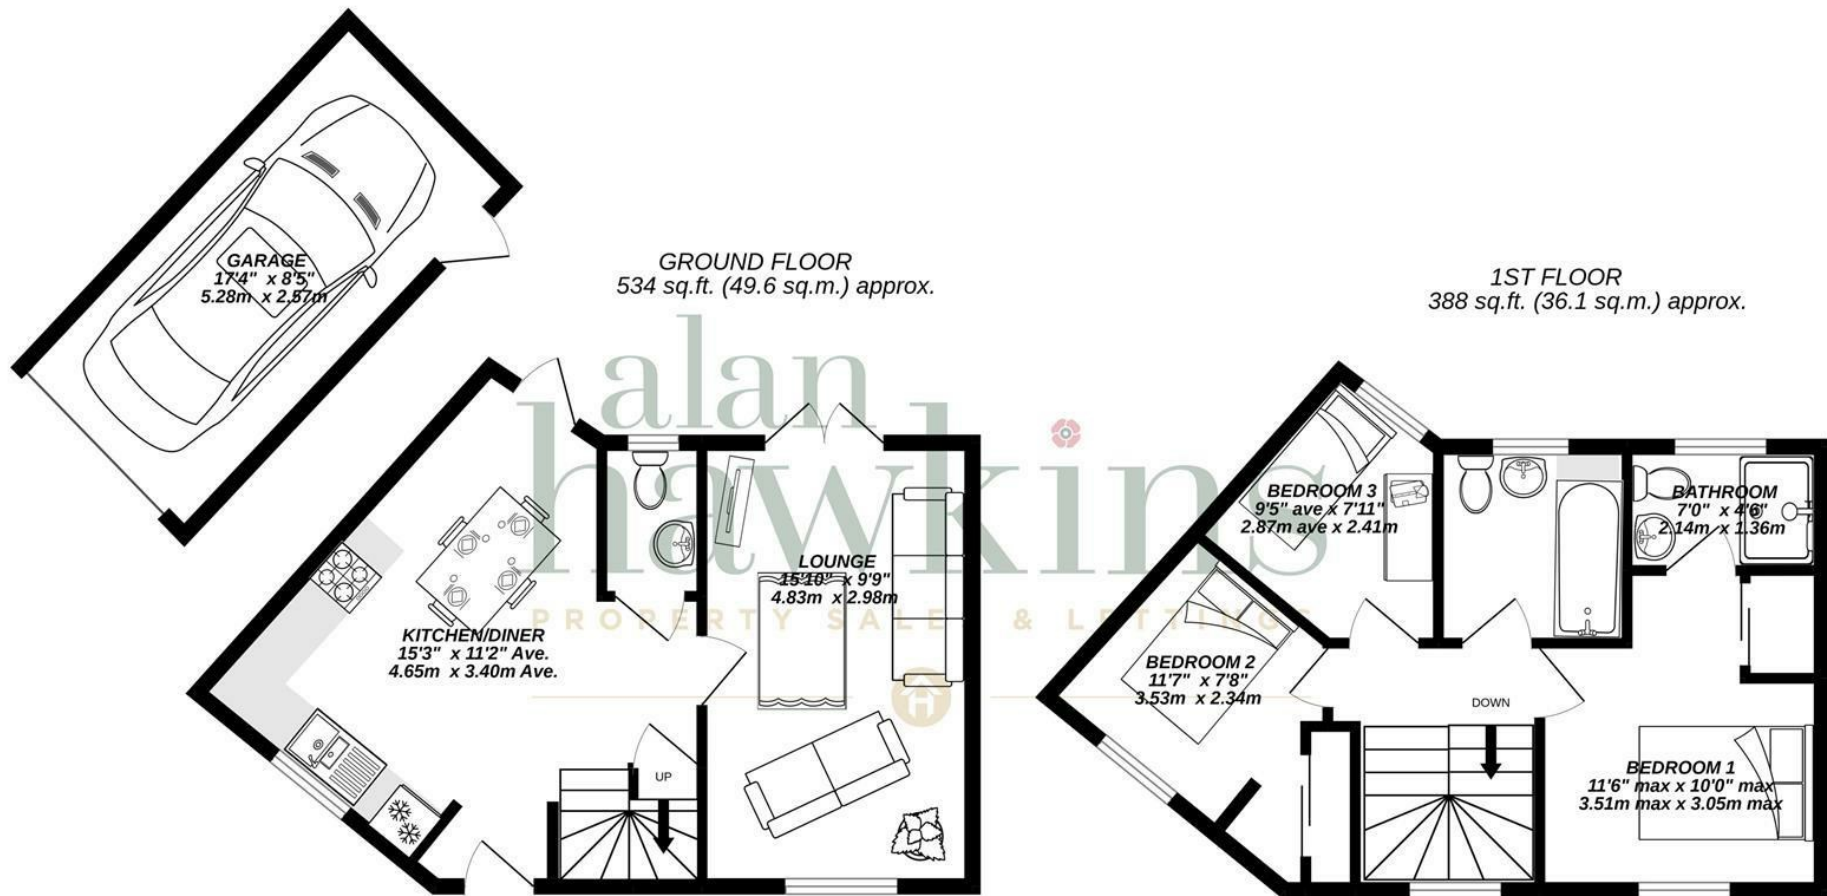 GARAGE
17'4" x 8'5"
5.28m x 2.57m
GROUND FLOOR
534 sq.ft. (49.6 sq.m.) approx.
1ST FLOOR
388 sq.ft. (36.1 sq.m.) approx.
alan
hawkins
PROPERTY SALES & LETTINGS
KITCHEN/DINER
15'3" x 11'2" Ave.
4.65m x 3.40m Ave.
LOUNGE
15'10" x 9'9"
4.83m x 2.98m
UP
BEDROOM 3
9'5" ave x 7'11"
2.87m ave x 2.41m
BATHROOM
7'0" x 4'6"
2.14m x 1.36m
BEDROOM 2
11'7" x 7'8"
3.53m x 2.34m
DOWN
BEDROOM 1
11'6" max x 10'0" max
3.51m max x 3.05m max